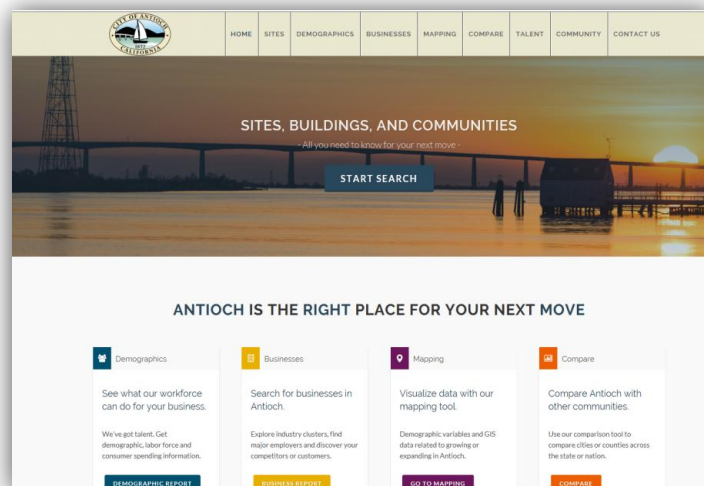 CITY OF ANTIOCH
CALIFORNIA
HOME SITES DEMOGRAPHICS BUSINESSES MAPPING COMPARE TALENT COMMUNITY CONTACT US
SITES, BUILDINGS, AND COMMUNITIES
- All you need to know for your next move -
START SEARCH
ANTIOCH IS THE RIGHT PLACE FOR YOUR NEXT MOVE
Demographics
See what our workforce
can do for your business.
We've got talent. Get
demographic, labor force and
consumer spending information.
DEMOGRAPHIC REPORT
Businesses
Search for businesses in
Antioch.
Explore industry clusters, find
major employers and discover your
competitors or customers.
BUSINESS REPORT
Mapping
Visualize data with our
mapping tool.
Demographic variables and GIS
data related to growing or
expanding in Antioch.
GO TO MAPPING
Compare
Compare Antioch with
other communities.
Use our comparison tool to
compare cities or counties across
the state or nation.
COMPARE